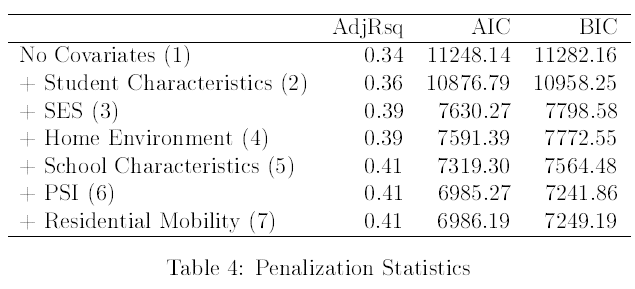 AdjRsq AIC BIC
No Covariates (1) 0.34 11248.14 11282.16
+ Student Characteristics (2) 0.36 10876.79 10958.25
+ SES (3) 0.39 7630.27 7798.58
+ Home Environment (4) 0.39 7591.39 7772.55
+ School Characteristics (5) 0.41 7319.30 7564.48
+ PSI (6) 0.41 6985.27 7241.86
+ Residential Mobility (7) 0.41 6986.19 7249.19
Table 4: Penalization Statistics